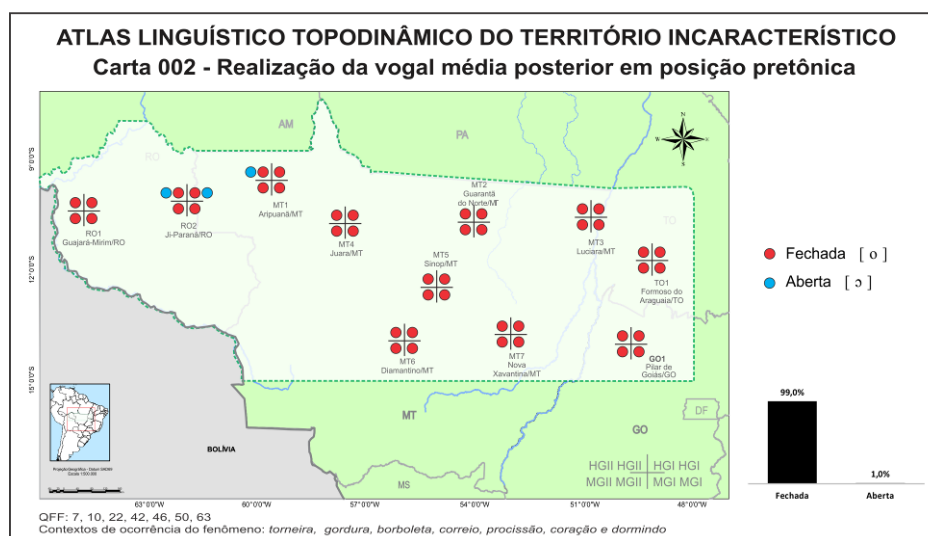 ATLAS LINGUÍSTICO TOPODINÂMICO DO TERRITÓRIO INCARACTERÍSTICO
Carta 002 - Realização da vogal média posterior em posição pretônica
AM
PA
N
RO
TO
9°0'0"S
12°0'0"S
15°0'0"S
RO1
Guajará-Mirim/RO
RO2
Ji-Paraná/RO
MT1
Aripuanã/MT
MT4
Juara/MT
MT2
Guarantã
do Norte/MT
MT5
Sinop/MT
MT3
Luciara/MT
TO1
Formoso do
Araguaia/TO
MT6
Diamantino/MT
MT7
Nova
Xavantina/MT
GO1
Pilar de
Goiás/GO
Fechada [ o ]
Aberta [ ɔ ]
99,0%
1,0%
Fechada
Aberta
MT
GO
DF
MS
BOLÍVIA
HGII HGII HGI HGI
MGII MGII MGI MGI
63°0'0"W
60°0'0"W
57°0'0"W
54°0'0"W
51°0'0"W
48°0'0"W
QFF: 7, 10, 22, 42, 46, 50, 63
Contextos de ocorrência do fenômeno: torneira, gordura, borboleta, correio, procissão, coração e dormindo